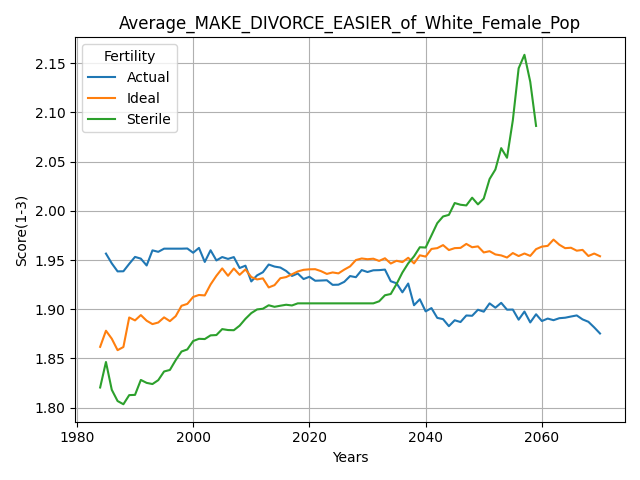 Average_MAKE_DIVORCE_EASIER_of_White_Female_Pop
Fertility
Actual
Ideal
Sterile
Score(1-3)
2.15
2.10
2.05
2.00
1.95
1.90
1.85
1.80
1980
2000
2020
2040
2060
Years